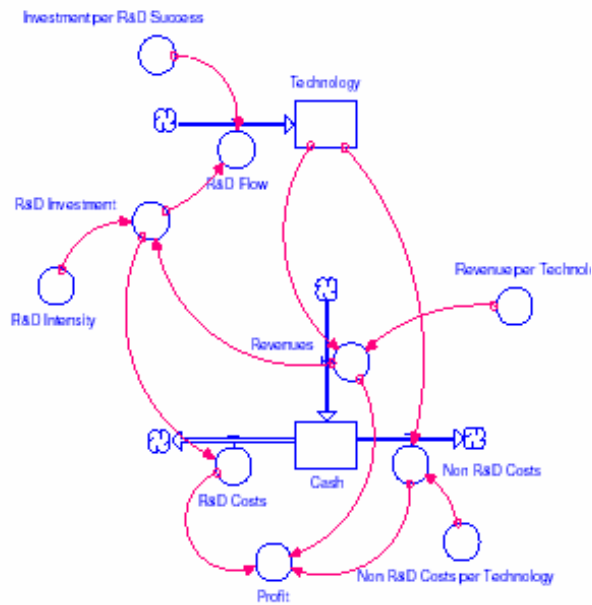 Investment per R&D Success
Technology
R&D Flow
R&D Investment
Revenue per Technolo
R&D Intensity
Revenues
Non R&D Costs
R&D Costs
Cash
Non R&D Costs per Technology
Profit